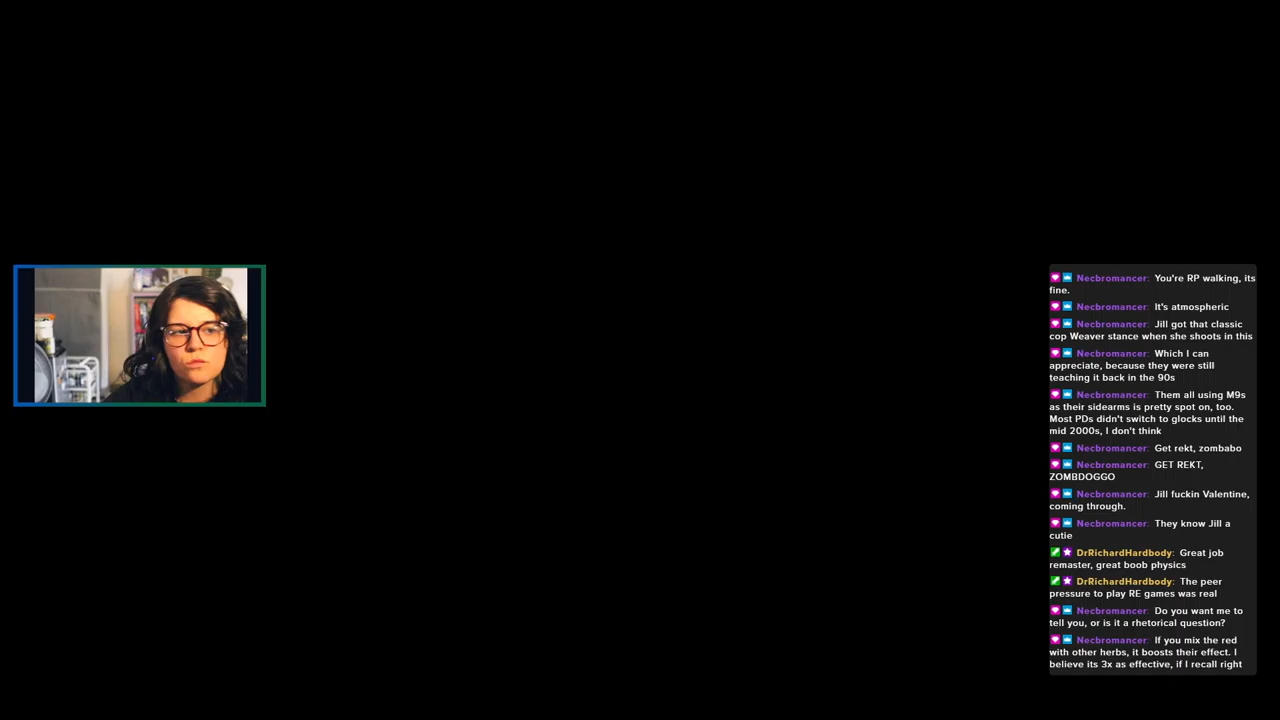 Necbromancer: You're RP walking, its
fine.
Necbromancer: It's atmospheric
Necbromancer: Jill got that classic
cop Weaver stance when she shoots in this
Necbromancer: Which I can
appreciate, because they were still
teaching it back in the 90s
Necbromancer: Them all using M9s
as their sidearms is pretty spot on, too.
Most PDs didn't switch to glocks until the
mid 2000s, I don't think
Necbromancer: Get rekt, zombabo
Necbromancer: GET REKT,
ZOMBDOGGO
Necbromancer: Jill fuckin Valentine,
coming through.
Necbromancer: They know Jill a
cutie
DrRichardHardbody: Great job
remaster, great boob physics
DrRichardHardbody: The peer
pressure to play RE games was real
Necbromancer: Do you want me to
tell you, or is it a rhetorical question?
Necbromancer: If you mix the red
with other herbs, it boosts their effect. I
believe its 3x as effective, if I recall right